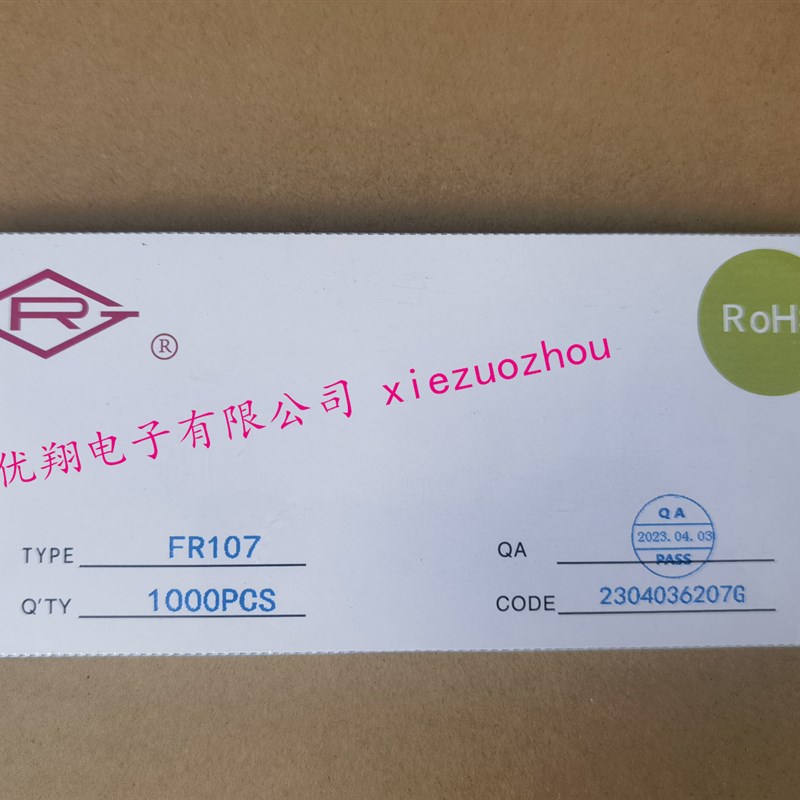 R
®
RoHS
优翔电子有限公司 xiezuozhou
TYPE FR107
Q'TY 1000PCS
QA
QA
2023.04.03
PASS
CODE 2304036207G